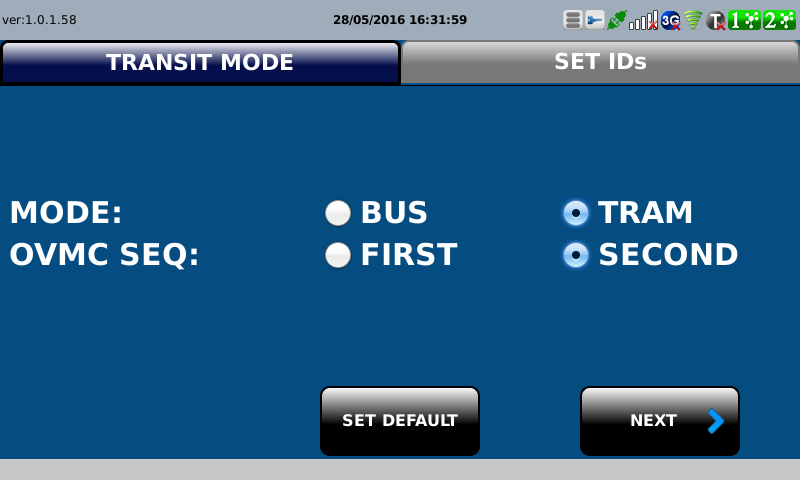 ver:1.0.1.58 28/05/2016 16:31:59 3G T 1 2
TRANSIT MODE SET IDs
MODE: BUS TRAM
OVMC SEQ: FIRST SECOND
SET DEFAULT NEXT